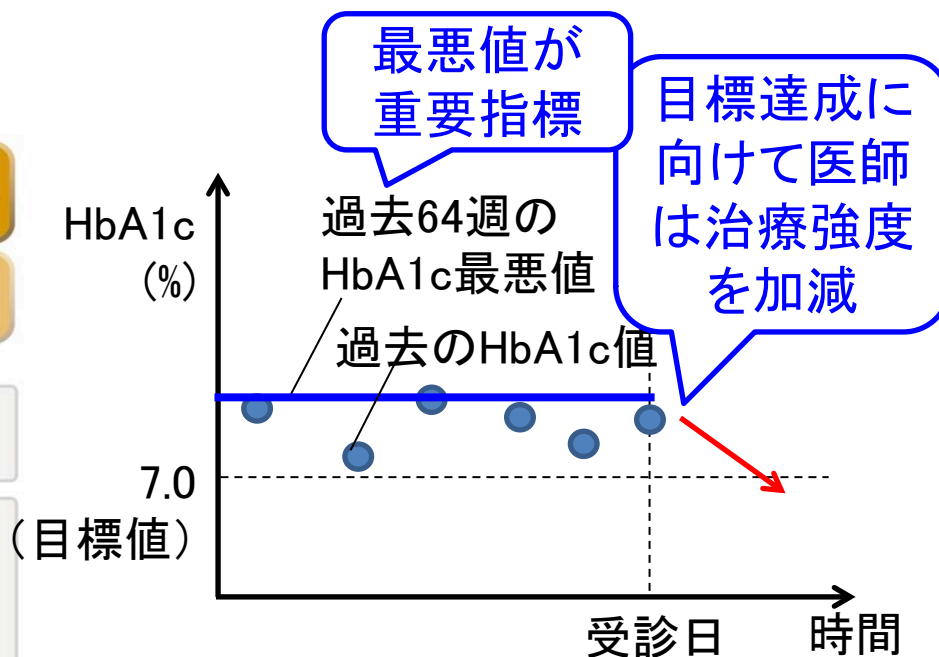 最悪値が
重要指標
目標達成に
向けて医師
は治療強度
を加減
HbA1c
(%)
過去64週の
HbA1c最悪値
過去のHbA1c値
7.0
(目標値)
受診日
時間